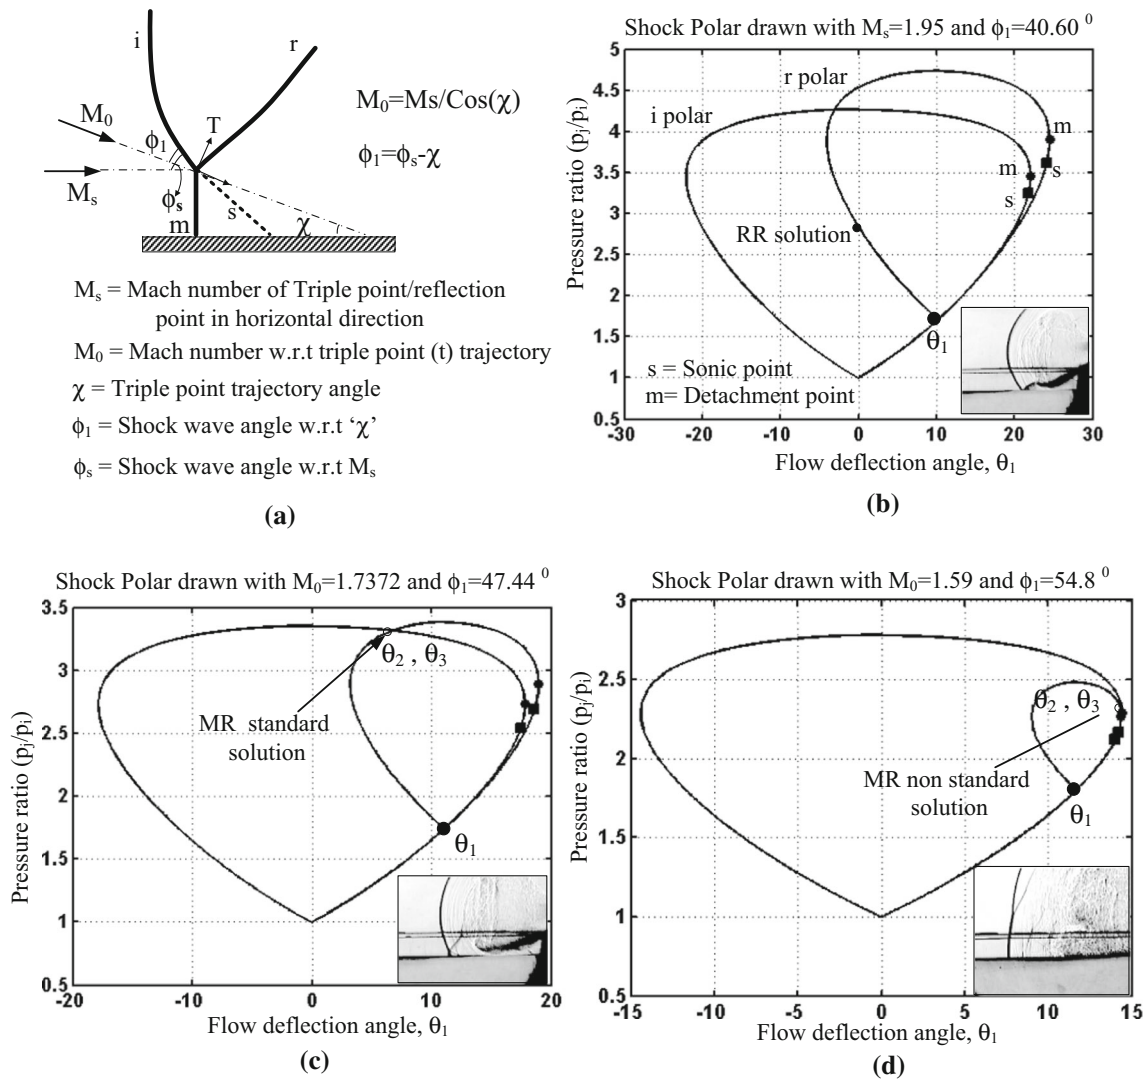 i
r
M0
T
ϕ1
M0=Ms/Cos(χ)
ϕ1=ϕs-χ
Ms
ϕs
s
m
χ
Ms = Mach number of Triple point/reflection
point in horizontal direction
M0 = Mach number w.r.t triple point (t) trajectory
χ = Triple point trajectory angle
ϕ1 = Shock wave angle w.r.t ‘χ’
ϕs = Shock wave angle w.r.t Ms
(a)
Shock Polar drawn with Ms=1.95 and ϕ1=40.60 0
Pressure ratio (pj/pi)
5
4.5
4
3.5
3
2.5
2
1.5
1
0.5
r polar
i polar
m
s
m
s
RR solution
θ1
s = Sonic point
m= Detachment point
-30
-20
-10
0
10
20
30
Flow deflection angle, θ1
(b)
Shock Polar drawn with M0=1.7372 and ϕ1=47.44 0
Pressure ratio (pj/pi)
3.5
3
2.5
2
1.5
1
0.5
θ2 , θ3
MR standard
solution
θ1
-20
-10
0
10
20
Flow deflection angle, θ1
(c)
Shock Polar drawn with M0=1.59 and ϕ1=54.8 0
Pressure ratio (pj/pi)
3
2.5
2
1.5
1
0.5
θ2 , θ3
MR non standard
solution
θ1
-15
-10
-5
0
5
10
15
Flow deflection angle, θ1
(d)